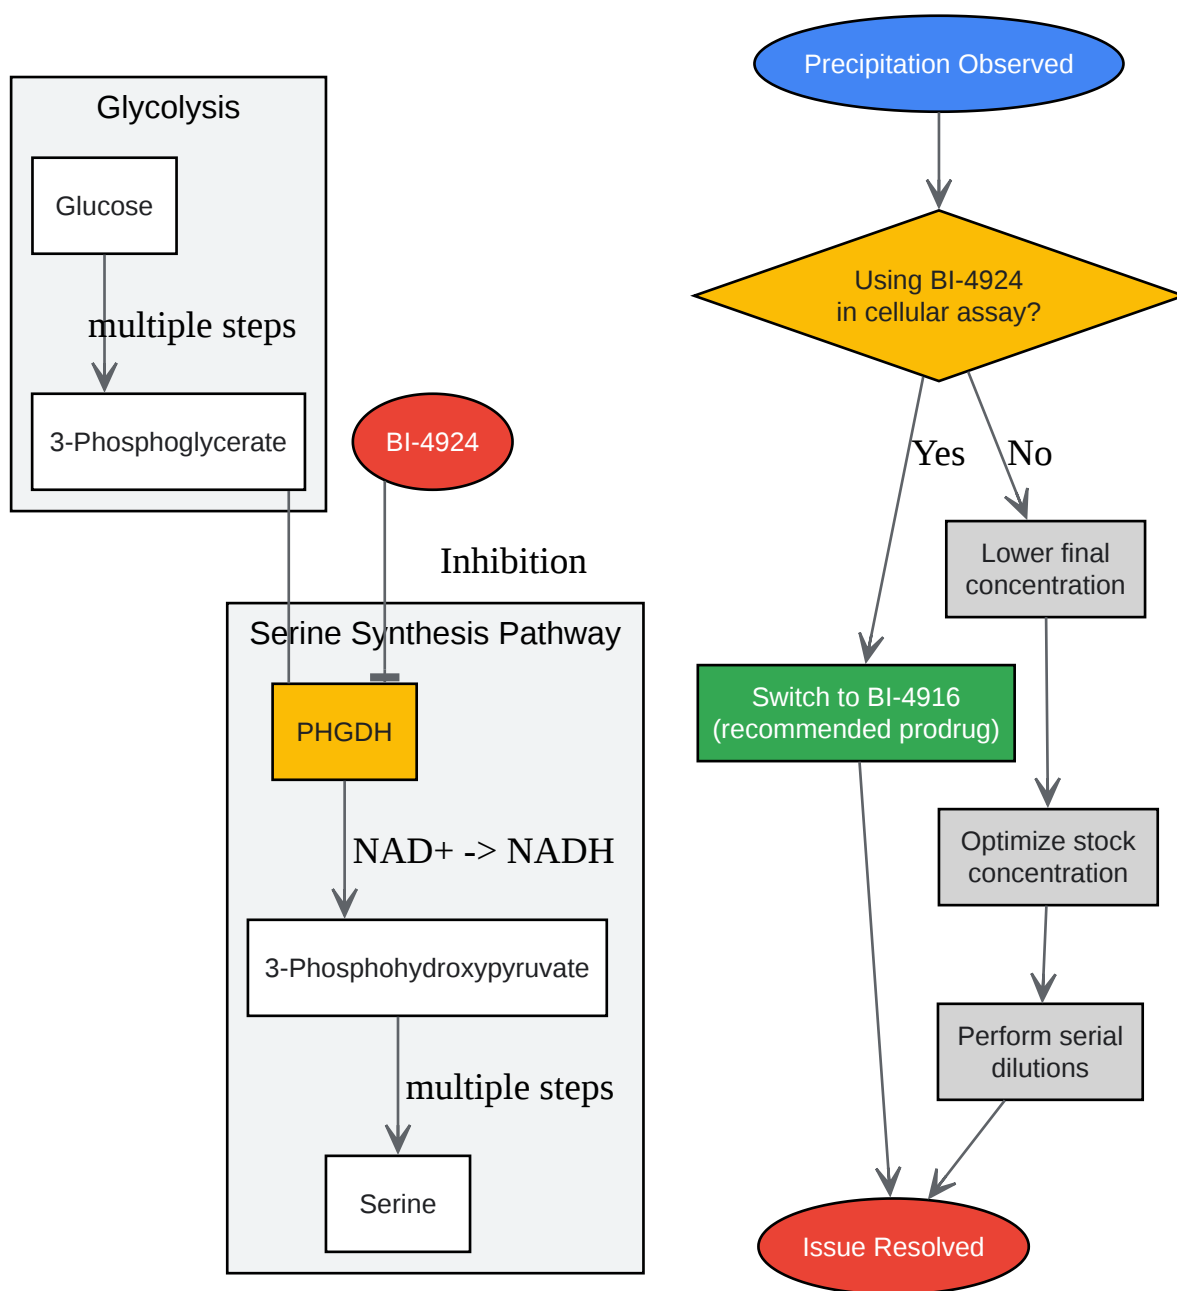 Glycolysis
Glucose
multiple steps
3-Phosphoglycerate
BI-4924
Inhibition
Serine Synthesis Pathway
PHGDH
NAD+ -> NADH
3-Phosphohydroxypyruvate
multiple steps
Serine
Precipitation Observed
Using BI-4924
in cellular assay?
Yes
No
Lower final
concentration
Switch to BI-4916
(recommended prodrug)
Optimize stock
concentration
Perform serial
dilutions
Issue Resolved